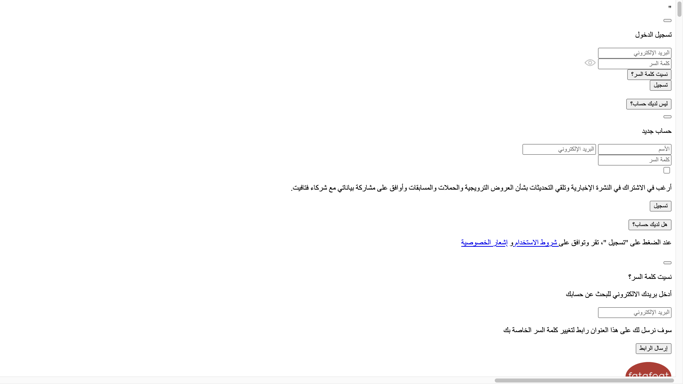 "
تسجيل الدخول
البريد الإلكتروني
كلمة السر
نسيت كلمة السر؟
تسجيل
ليس لديك حساب؟
حساب جديد
الأسم البريد الإلكتروني
كلمة السر
أرغب في الاشتراك في النشرة الإخبارية وتلقي التحديثات بشأن العروض الترويجية والحملات والمسابقات وأوافق على مشاركة بياناتي مع شركاء فتافيت.
تسجيل
هل لديك حساب؟
عند الضغط على "تسجيل "، تقر وتوافق على شروط الاستخدام و إشعار الخصوصية
نسيت كلمة السر؟
أدخل بريدك الالكتروني للبحث عن حسابك
البريد الإلكتروني
سوف نرسل لك على هذا العنوان رابط لتغيير كلمة السر الخاصة بك
إرسال الرابط
fatafeat